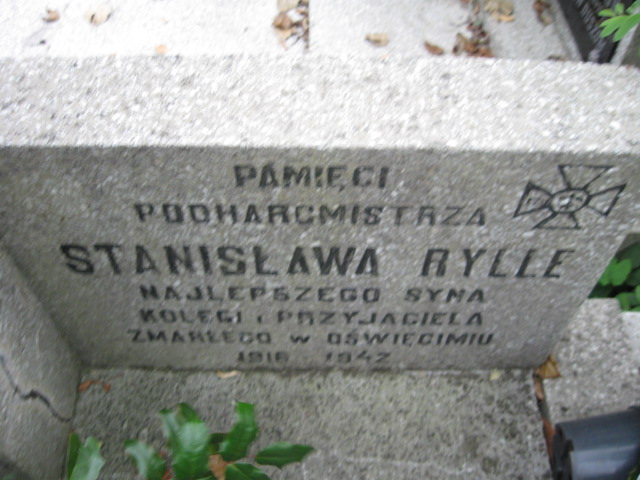 PAMIĘCI
PODHARCMISTRZA
STANISŁAWA RYLLE
NAJLEPSZEGO SYNA
KOLEGI i PRZYJACIELA
ZMARŁEGO W OŚWIĘCIMIU
1916 1942